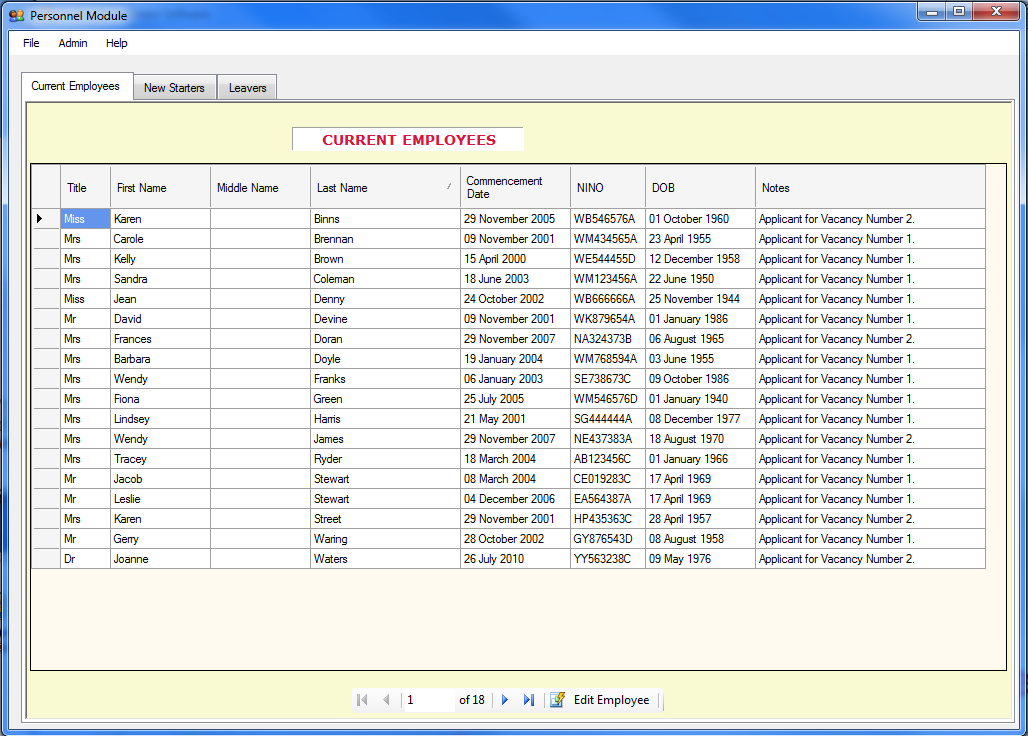 Personnel Module
File Admin Help
Current Employees New Starters Leavers
CURRENT EMPLOYEES
Title First Name Middle Name Last Name Commencement Date NINO DOB Notes
Miss Karen Binns 29 November 2005 WB546576A 01 October 1960 Applicant for Vacancy Number 2.
Mrs Carole Brennan 09 November 2001 WM434565A 23 April 1955 Applicant for Vacancy Number 1.
Mrs Kelly Brown 15 April 2000 WE544455D 12 December 1958 Applicant for Vacancy Number 1.
Mrs Sandra Coleman 18 June 2003 WM123456A 22 June 1950 Applicant for Vacancy Number 1.
Miss Jean Denny 24 October 2002 WB666666A 25 November 1944 Applicant for Vacancy Number 1.
Mr David Devine 09 November 2001 WK879654A 01 January 1986 Applicant for Vacancy Number 1.
Mrs Frances Doran 29 November 2007 NA324373B 06 August 1965 Applicant for Vacancy Number 2.
Mrs Barbara Doyle 19 January 2004 WM768594A 03 June 1955 Applicant for Vacancy Number 1.
Mrs Wendy Franks 06 January 2003 SE738673C 09 October 1986 Applicant for Vacancy Number 1.
Mrs Fiona Green 25 July 2005 WM546576D 01 January 1940 Applicant for Vacancy Number 1.
Mrs Lindsey Harris 21 May 2001 SG444444A 08 December 1977 Applicant for Vacancy Number 1.
Mrs Wendy James 29 November 2007 NE437383A 18 August 1970 Applicant for Vacancy Number 2.
Mrs Tracey Ryder 18 March 2004 AB123456C 01 January 1966 Applicant for Vacancy Number 1.
Mr Jacob Stewart 08 March 2004 CE019283C 17 April 1969 Applicant for Vacancy Number 1.
Mr Leslie Stewart 04 December 2006 EA564387A 17 April 1969 Applicant for Vacancy Number 1.
Mrs Karen Street 29 November 2001 HP435363C 28 April 1957 Applicant for Vacancy Number 2.
Mr Gerry Waring 28 October 2002 GY876543D 08 August 1958 Applicant for Vacancy Number 1.
Dr Joanne Waters 26 July 2010 YY563238C 09 May 1976 Applicant for Vacancy Number 2.
1 of 18 Edit Employee